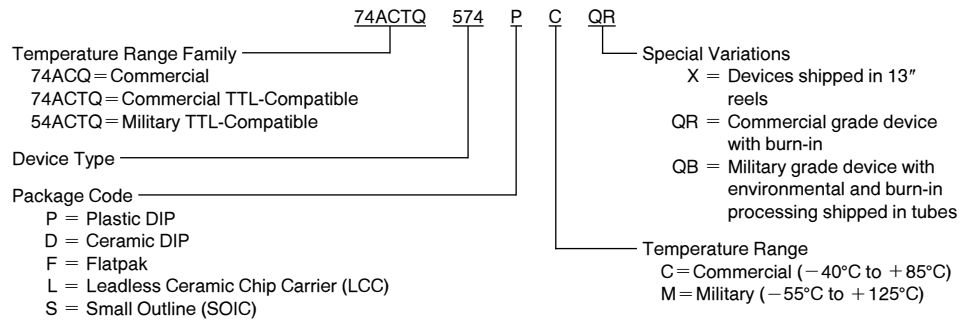 74ACTQ 574 P C QR
Temperature Range Family
74ACQ = Commercial
74ACTQ = Commercial TTL-Compatible
54ACTQ = Military TTL-Compatible
Device Type
Package Code
P = Plastic DIP
D = Ceramic DIP
F = Flatpak
L = Leadless Ceramic Chip Carrier (LCC)
S = Small Outline (SOIC)
Special Variations
X = Devices shipped in 13″
reels
QR = Commercial grade device
with burn-in
QB = Military grade device with
environmental and burn-in
processing shipped in tubes
Temperature Range
C = Commercial (−40°C to +85°C)
M = Military (−55°C to +125°C)